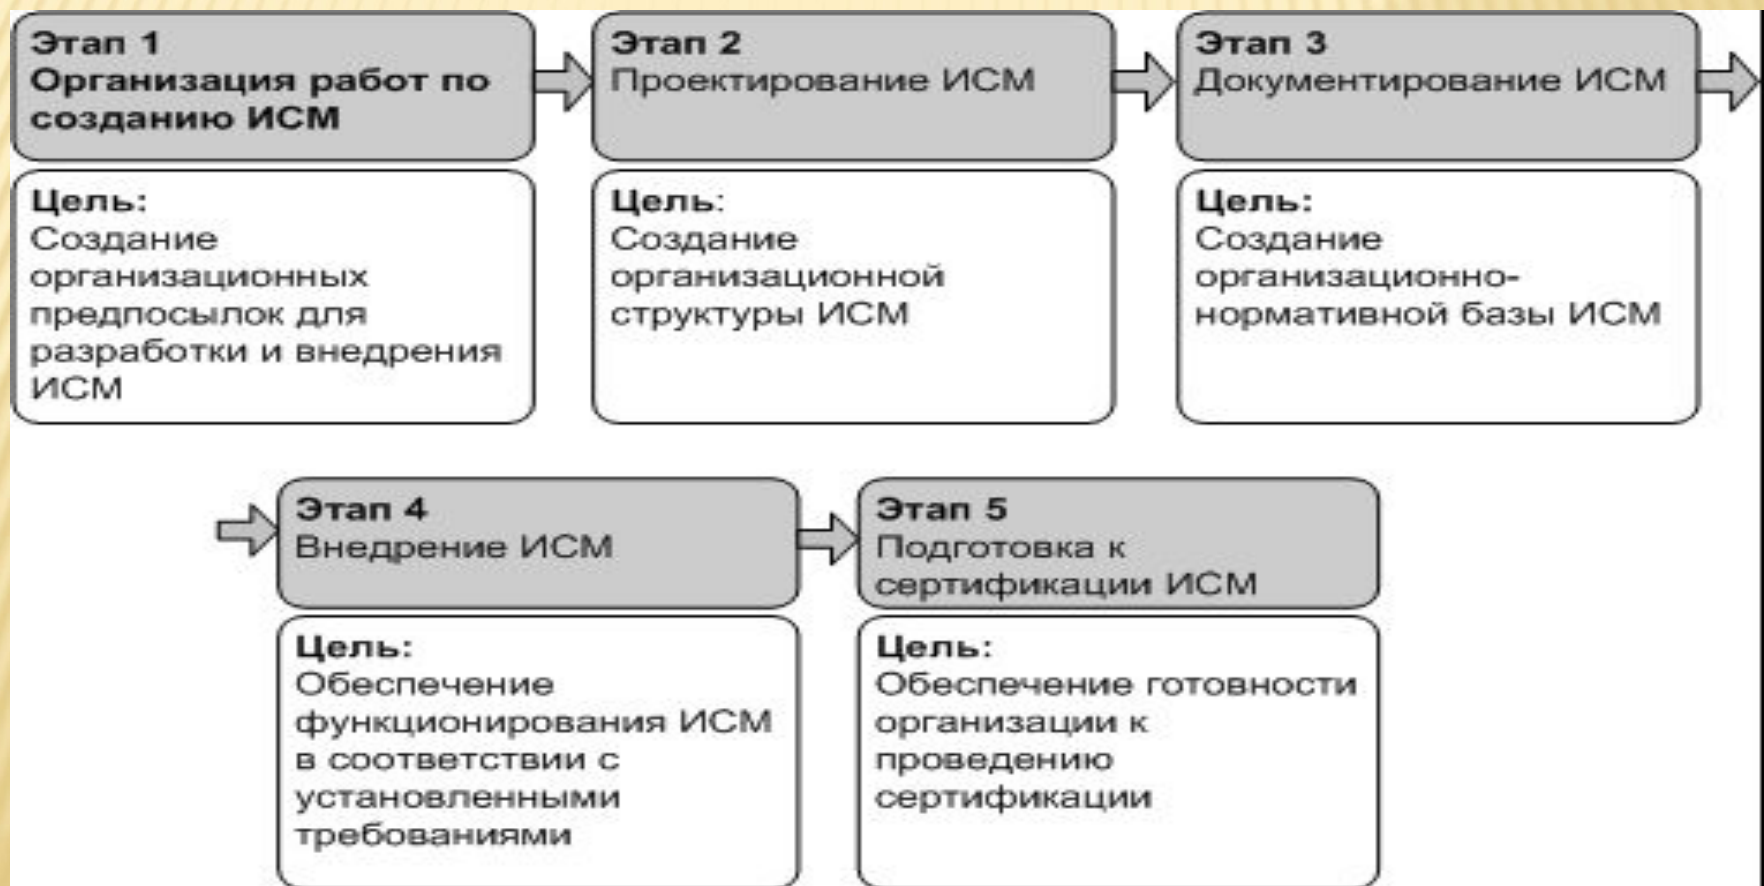 Этап 1
Организация работ по
созданию ИСМ
Цель:
Создание
организационных
предпосылок для
разработки и внедрения
ИСМ
Этап 2
Проектирование ИСМ
Цель:
Создание
организационной
структуры ИСМ
Этап 3
Документирование ИСМ
Цель:
Создание
организационно-
нормативной базы ИСМ
Этап 4
Внедрение ИСМ
Цель:
Обеспечение
функционирования ИСМ
в соответствии с
установленными
требованиями
Этап 5
Подготовка к
сертификации ИСМ
Цель:
Обеспечение готовности
организации к
проведению
сертификации